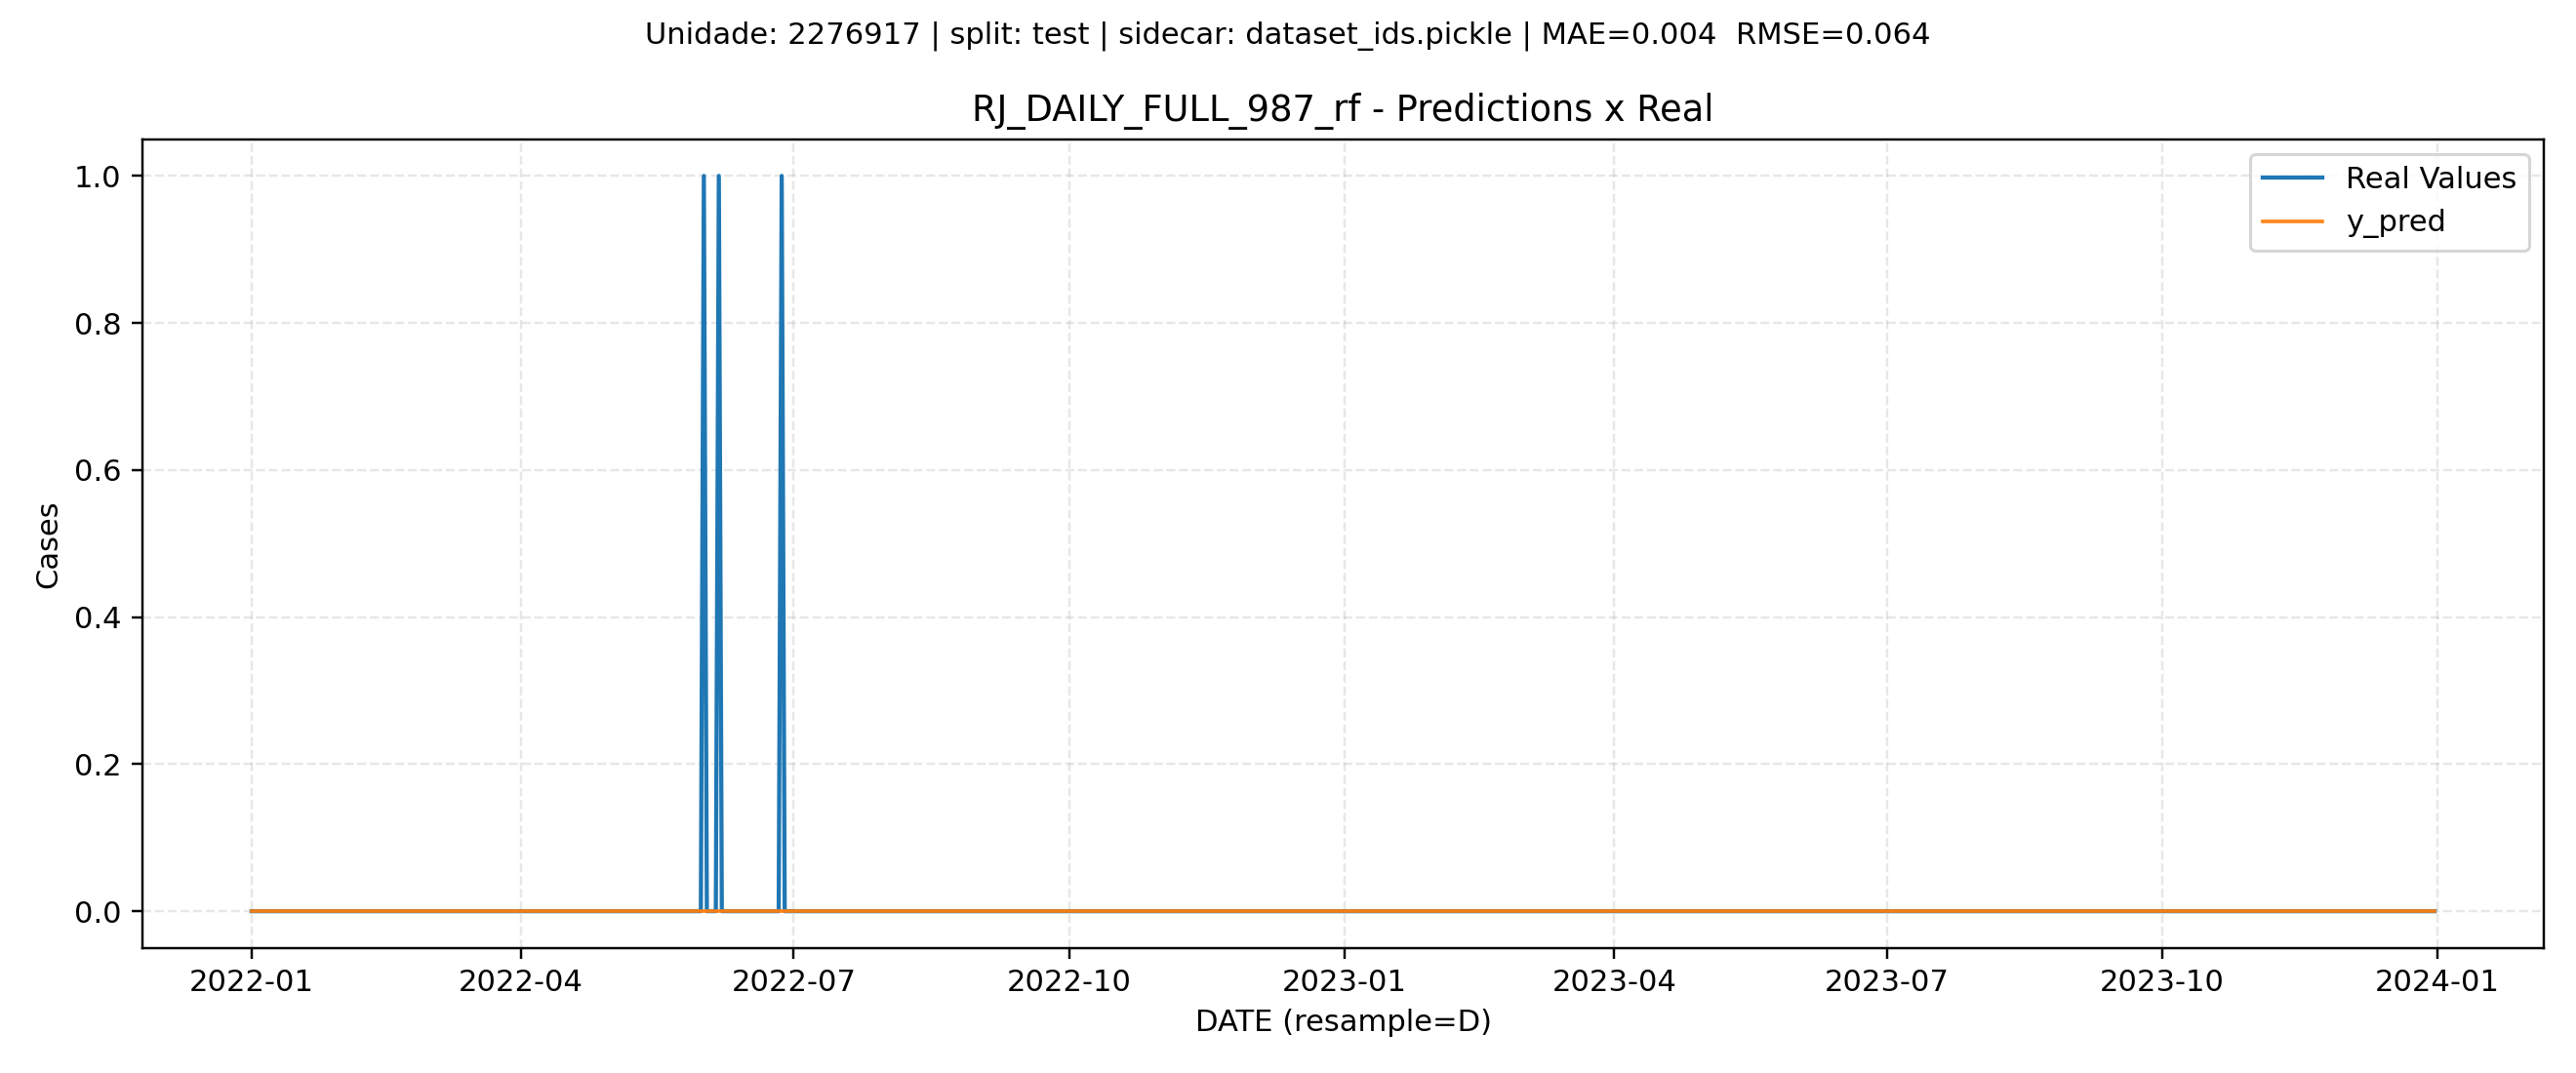 Unidade: 2276917 | split: test | sidecar: dataset_ids.pickle | MAE=0.004  RMSE=0.064
RJ_DAILY_FULL_987_rf - Predictions x Real
Real Values
y_pred
1.0
0.8
0.6
0.4
0.2
0.0
Cases
2022-01 2022-04 2022-07 2022-10 2023-01 2023-04 2023-07 2023-10 2024-01
DATE (resample=D)